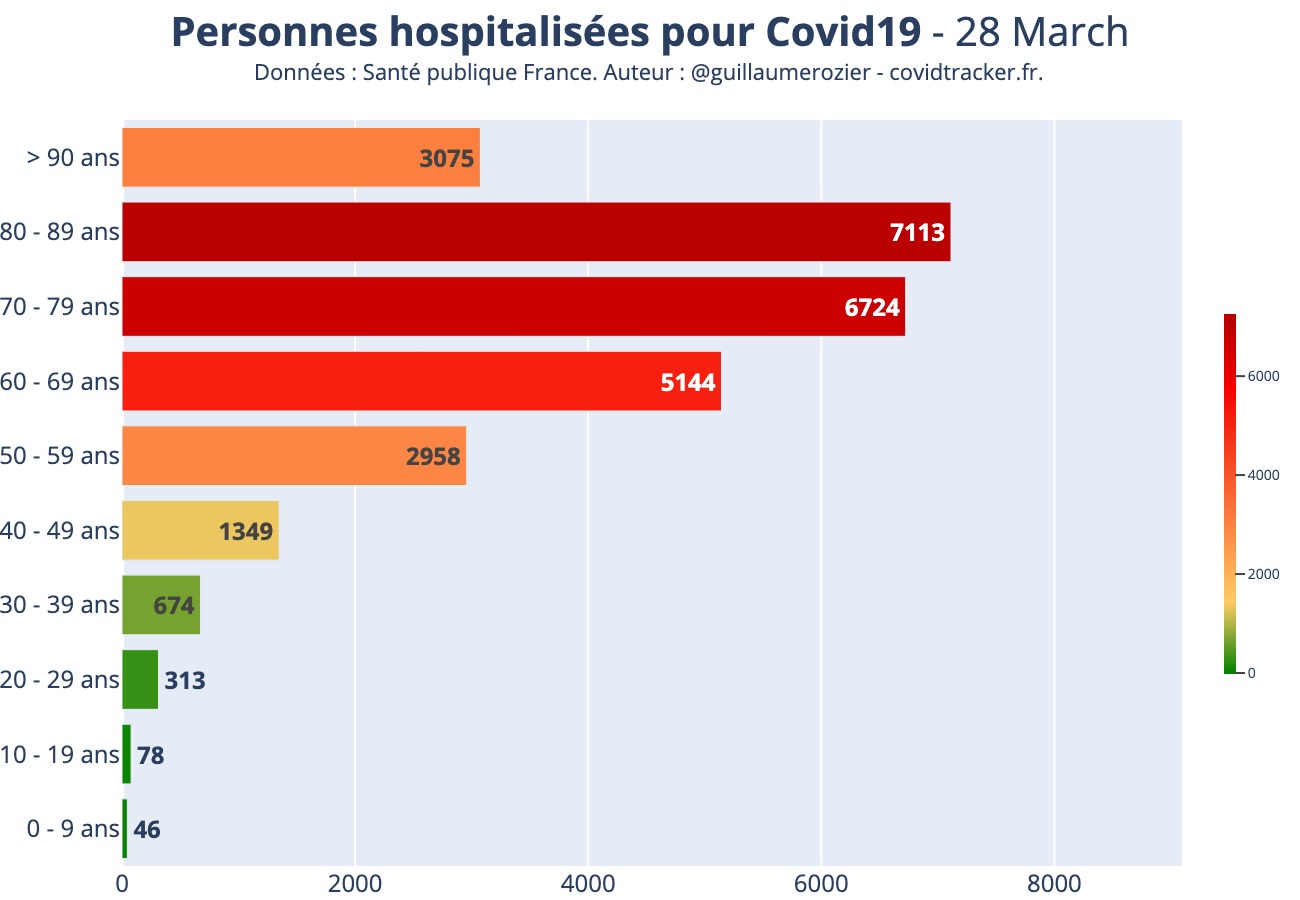 Personnes hospitalisées pour Covid19 - 28 March
Données : Santé publique France. Auteur : @guillaumerozier - covidtracker.fr.
> 90 ans 3075
80 - 89 ans 7113
70 - 79 ans 6724
60 - 69 ans 5144
50 - 59 ans 2958
40 - 49 ans 1349
30 - 39 ans 674
20 - 29 ans 313
10 - 19 ans 78
0 - 9 ans 46
0 2000 4000 6000 8000
6000
4000
2000
0